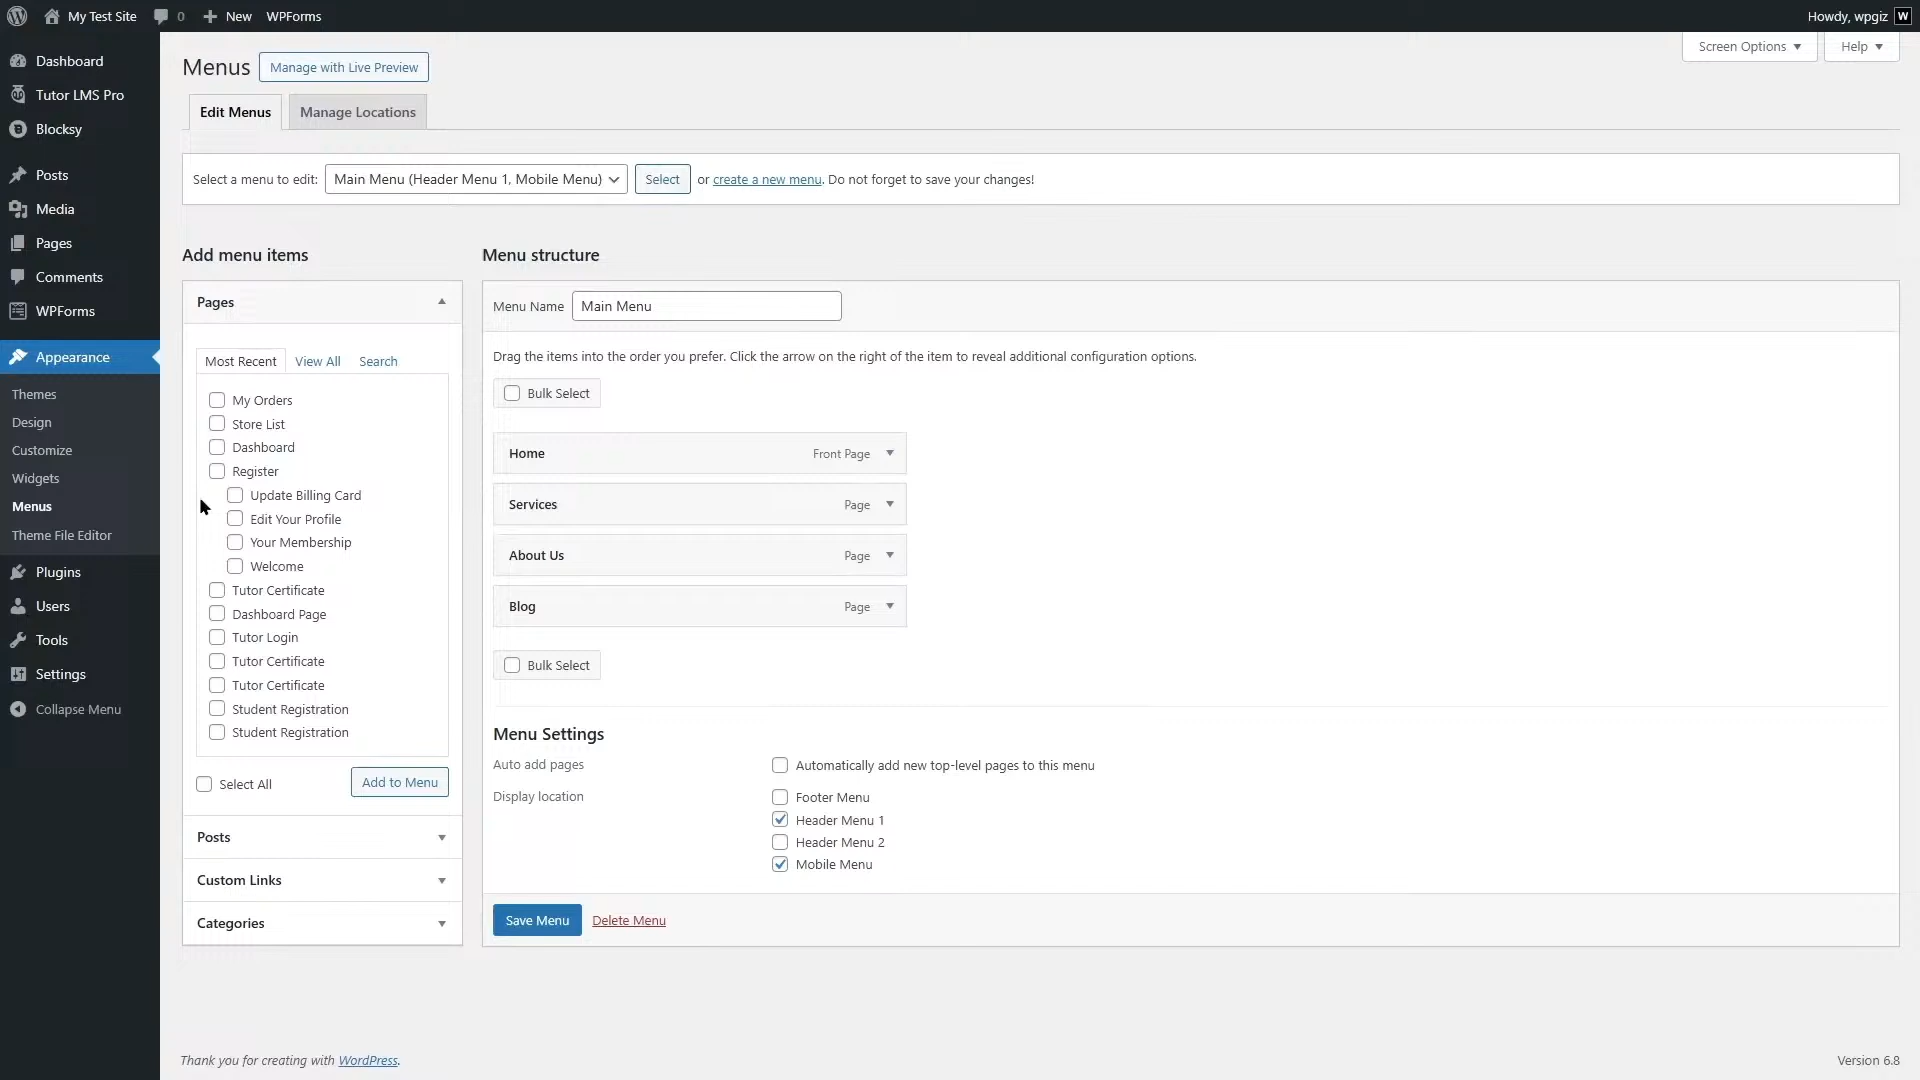 My Test Site 0 New WPForms Howdy, wpgiz W
Dashboard
Tutor LMS Pro
Blocksy
Posts
Media
Pages
Comments
WPForms
Appearance
Themes
Design
Customize
Widgets
Menus
Theme File Editor
Plugins
Users
Tools
Settings
Collapse Menu
Screen Options Help
Menus Manage with Live Preview
Edit Menus Manage Locations
Select a menu to edit: Main Menu (Header Menu 1, Mobile Menu) Select or create a new menu. Do not forget to save your changes!
Add menu items
Pages
Most Recent View All Search
My Orders
Store List
Dashboard
Register
Update Billing Card
Edit Your Profile
Your Membership
Welcome
Tutor Certificate
Dashboard Page
Tutor Login
Tutor Certificate
Tutor Certificate
Student Registration
Student Registration
Select All Add to Menu
Posts
Custom Links
Categories
Menu structure
Menu Name Main Menu
Drag the items into the order you prefer. Click the arrow on the right of the item to reveal additional configuration options.
Bulk Select
Home Front Page
Services Page
About Us Page
Blog Page
Bulk Select
Menu Settings
Auto add pages Automatically add new top-level pages to this menu
Display location Footer Menu
Header Menu 1
Header Menu 2
Mobile Menu
Save Menu Delete Menu
Thank you for creating with WordPress. Version 6.8